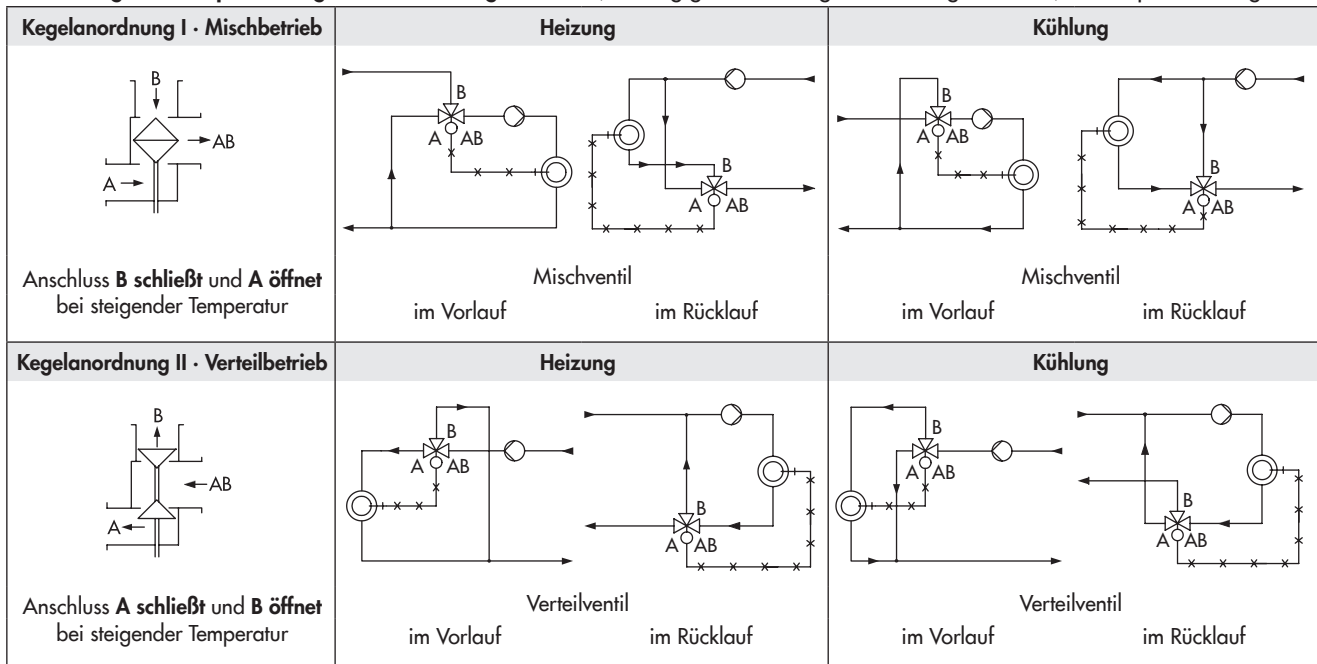 Kegelanordnung I · Mischbetrieb
Heizung
Kühlung
B
AB
A
B
A
AB
B
A
AB
B
A
AB
B
A
AB
Anschluss B schließt und A öffnet
bei steigender Temperatur
Mischventil
im Vorlauf
im Rücklauf
Mischventil
im Vorlauf
im Rücklauf
Kegelanordnung II · Verteilbetrieb
Heizung
Kühlung
B
AB
A
B
A
AB
B
A
AB
B
A
AB
B
A
AB
Anschluss A schließt und B öffnet
bei steigender Temperatur
Verteilventil
im Vorlauf
im Rücklauf
Verteilventil
im Vorlauf
im Rücklauf